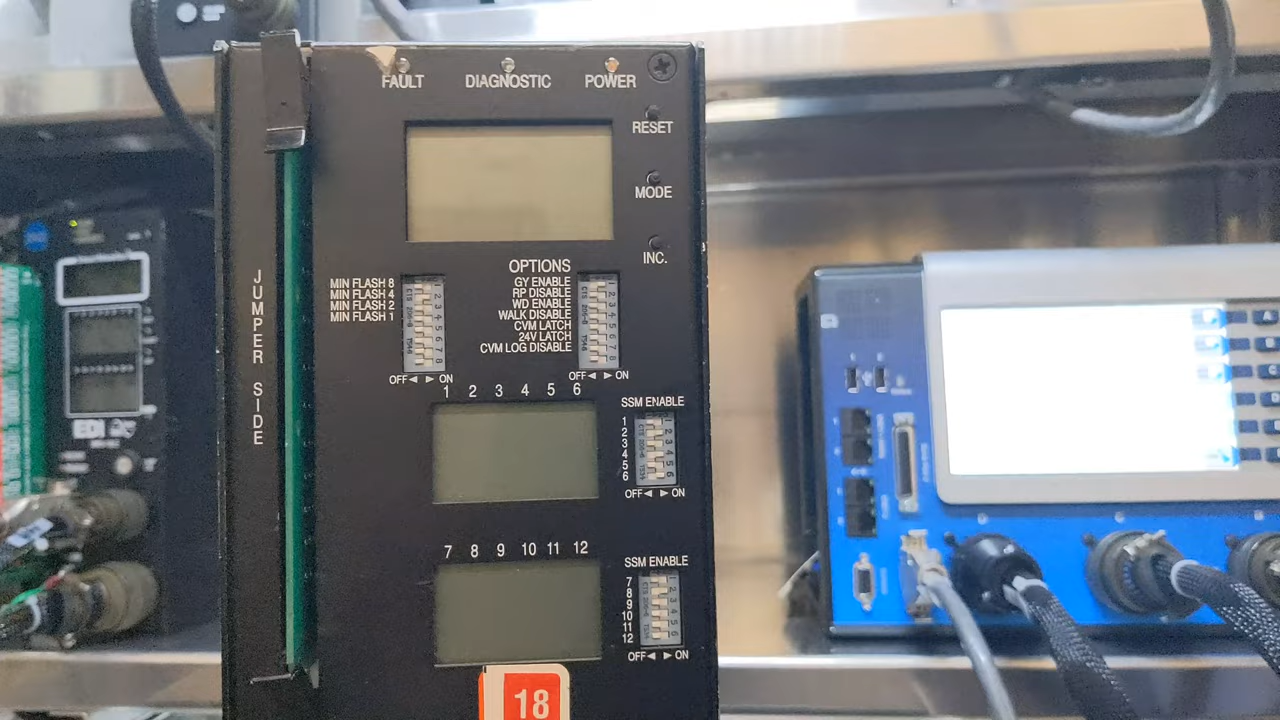 FAULT
DIAGNOSTIC
POWER
RESET
MODE
INC.
JUMPER SIDE
MIN FLASH 8
MIN FLASH 4
MIN FLASH 2
MIN FLASH 1
OFF◄ ► ON
OPTIONS
GY ENABLE
RP DISABLE
WD ENABLE
WALK DISABLE
CVM LATCH
24V LATCH
CVM LOG DISABLE
OFF◄ ► ON
1 2 3 4 5 6
SSM ENABLE
1
2
3
4
5
6
OFF◄ ► ON
7 8 9 10 11 12
SSM ENABLE
7
8
9
10
11
12
OFF◄ ► ON
18
EDI